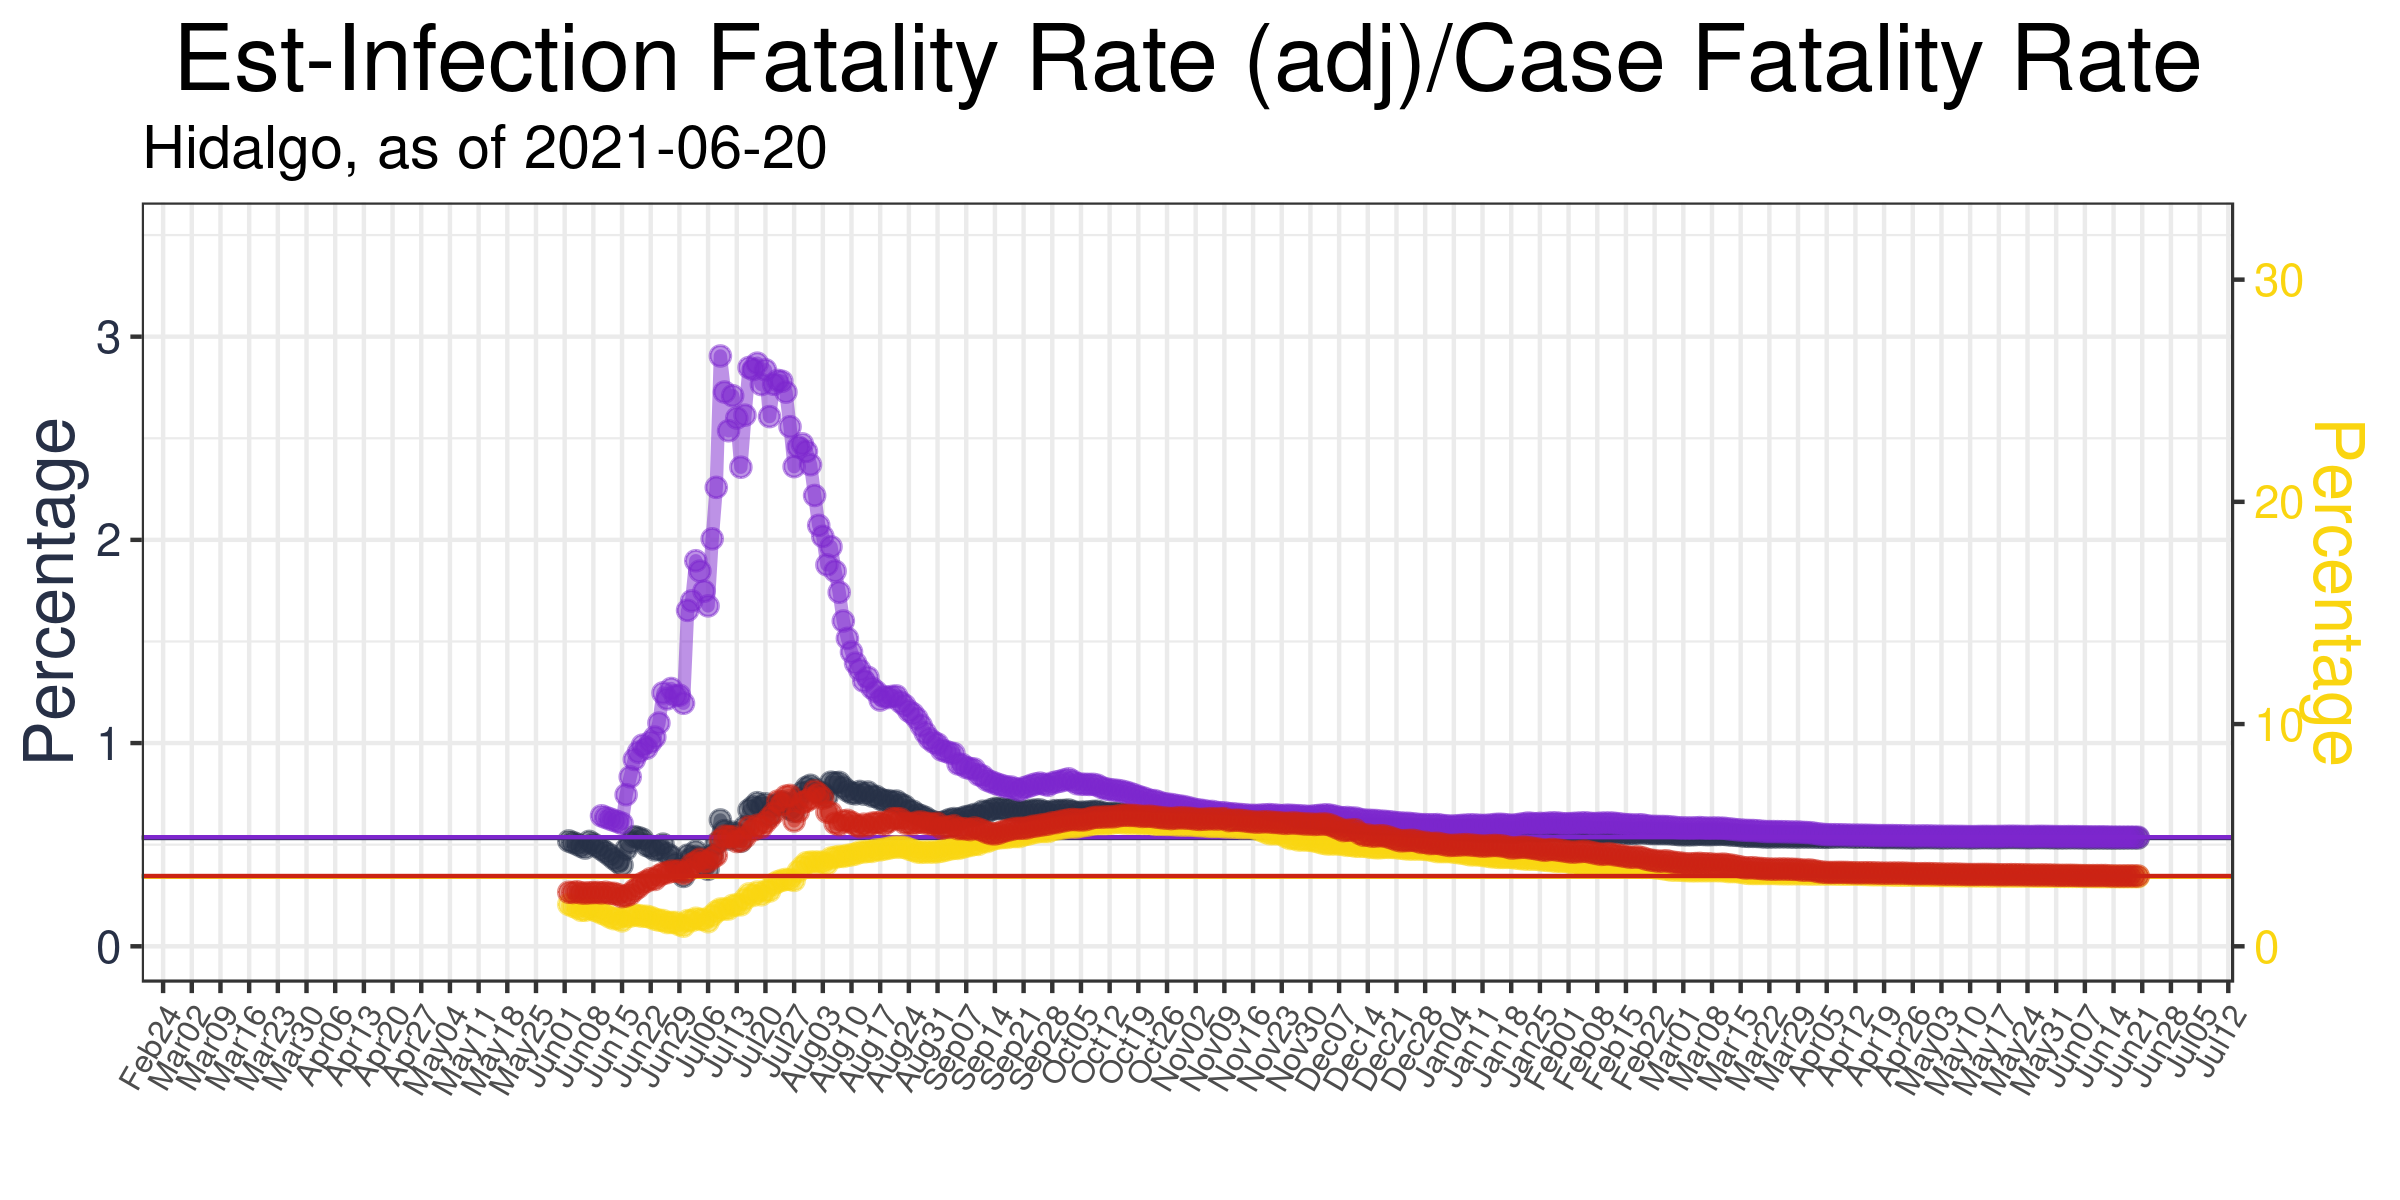 Est-Infection Fatality Rate (adj)/Case Fatality Rate
Hidalgo, as of 2021-06-20
Percentage
3
2
1
0
30
20
10
0
Percentage
Feb24
Mar02
Mar09
Mar16
Mar23
Mar30
Apr06
Apr13
Apr20
Apr27
May04
May11
May18
May25
Jun01
Jun08
Jun15
Jun22
Jun29
Jul06
Jul13
Jul20
Jul27
Aug03
Aug10
Aug17
Aug24
Aug31
Sep07
Sep14
Sep21
Sep28
Oct05
Oct12
Oct19
Oct26
Nov02
Nov09
Nov16
Nov23
Nov30
Dec07
Dec14
Dec21
Dec28
Jan04
Jan11
Jan18
Jan25
Feb01
Feb08
Feb15
Feb22
Mar01
Mar08
Mar15
Mar22
Mar29
Apr05
Apr12
Apr19
Apr26
May03
May10
May17
May24
May31
Jun07
Jun14
Jun21
Jun28
Jul05
Jul12